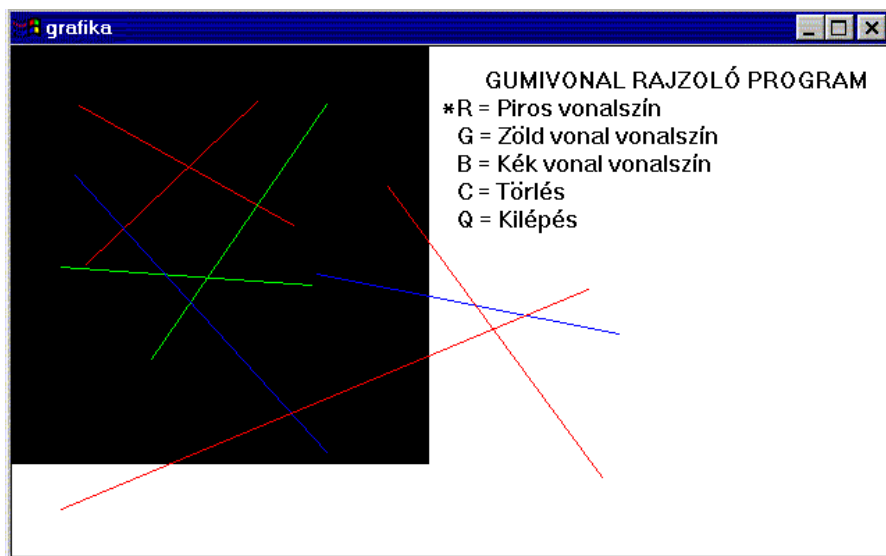 grafika
GUMIVONAL RAJZOLÓ PROGRAM
*R = Piros vonalszín
G = Zöld vonal vonalszín
B = Kék vonal vonalszín
C = Törlés
Q = Kilépés